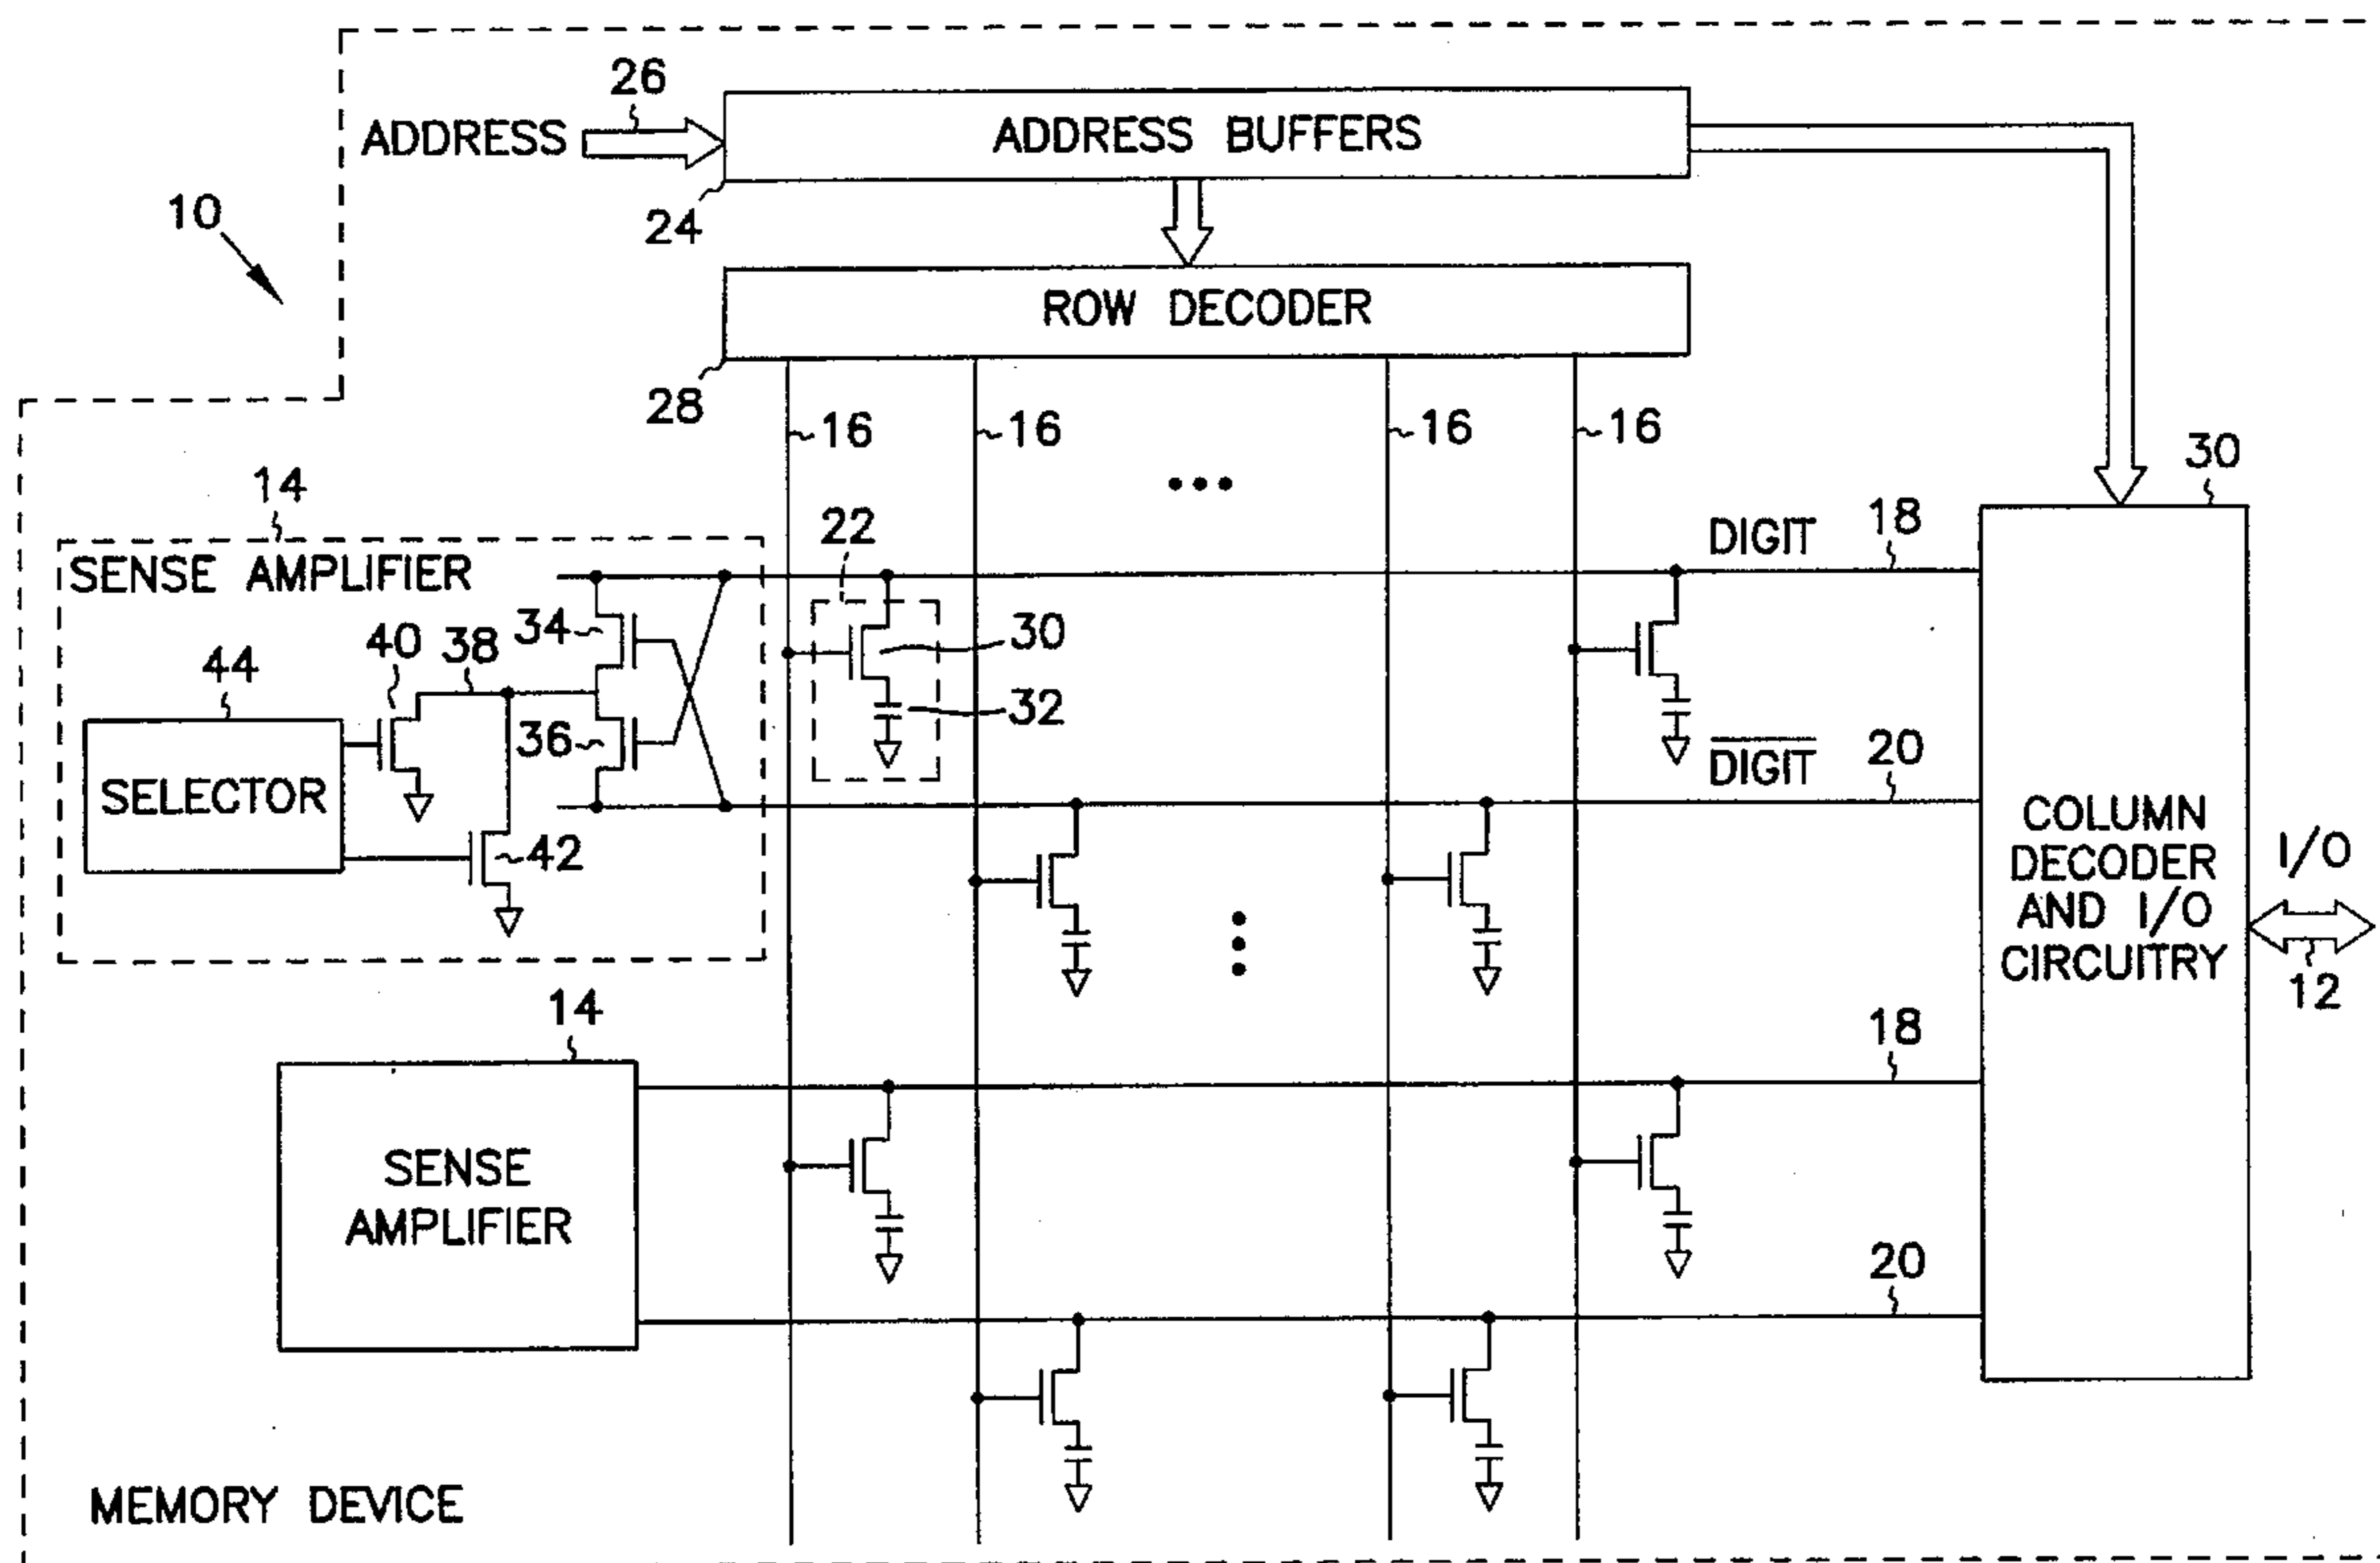 26
ADDRESS
ADDRESS BUFFERS
10
24
ROW DECODER
28
16
16
16
16
30
14
22
DIGIT
18
SENSE AMPLIFIER
34
30
40
38
44
32
36
DIGIT
20
SELECTOR
42
COLUMN
DECODER
AND I/O
CIRCUITRY
I/O
12
14
18
SENSE
AMPLIFIER
20
MEMORY DEVICE